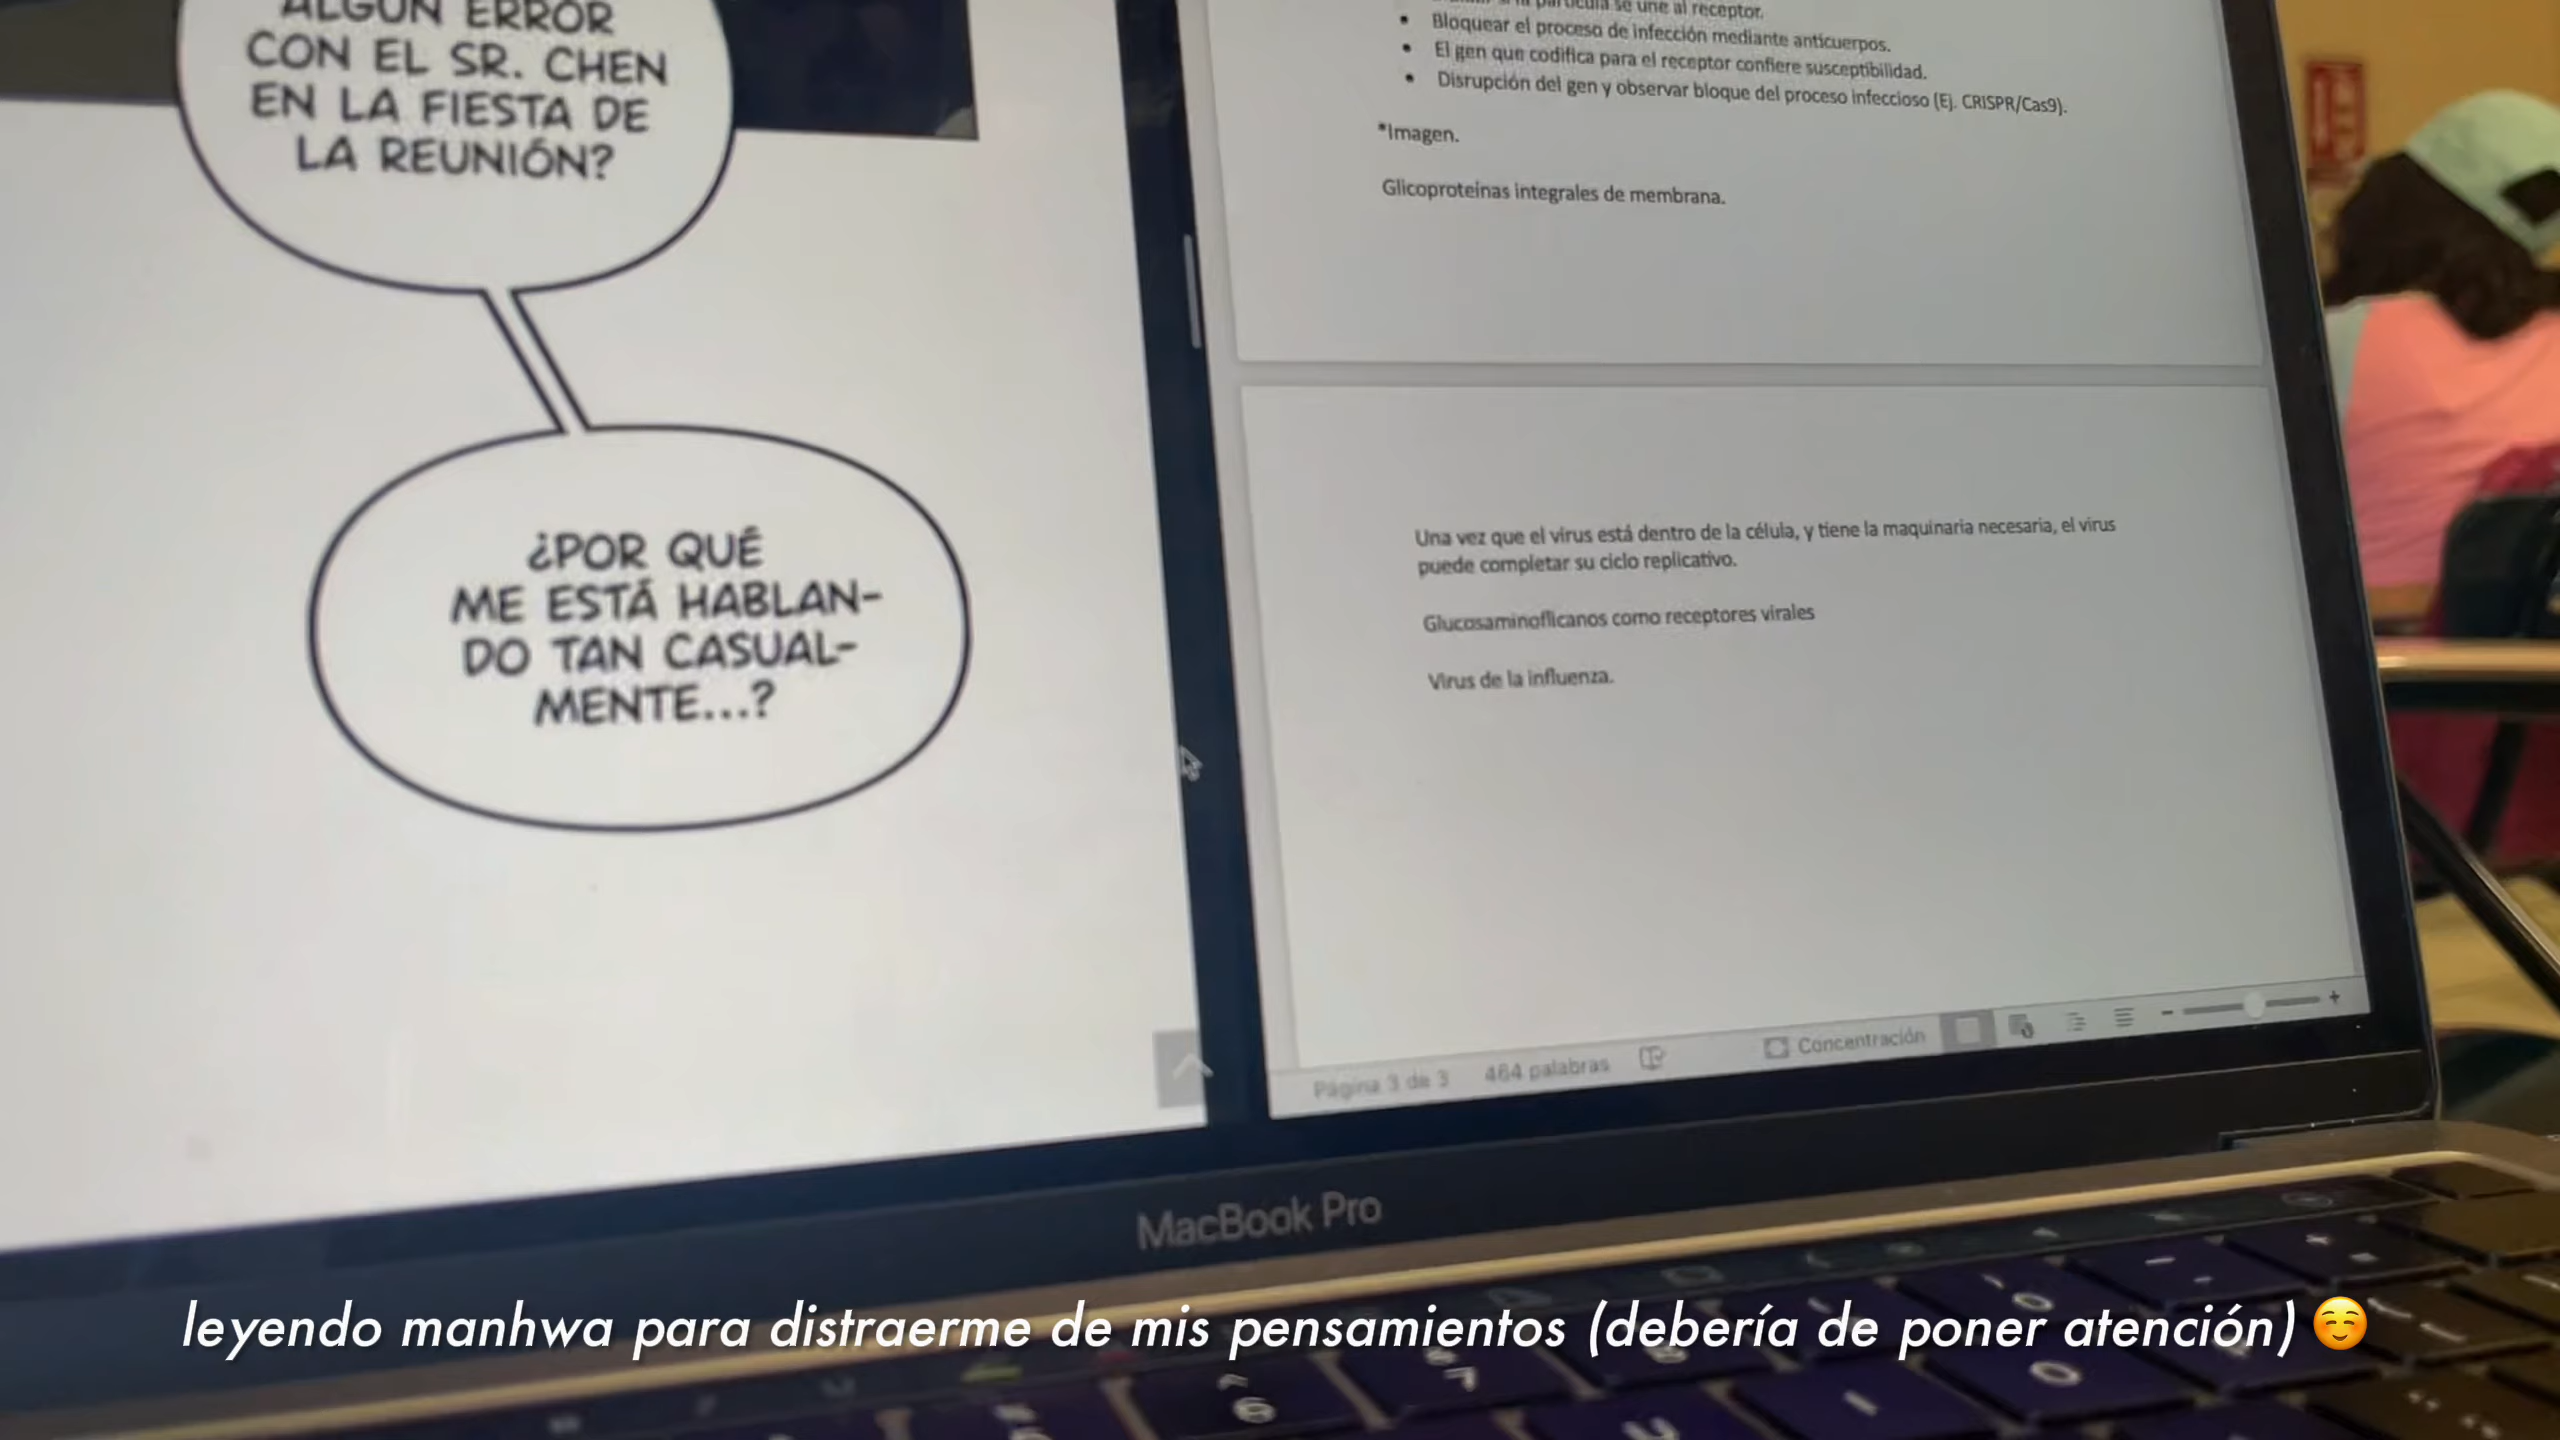 ALGÚN ERROR
CON EL SR. CHEN
EN LA FIESTA DE
LA REUNIÓN?
¿POR QUÉ
ME ESTÁ HABLAN-
DO TAN CASUAL-
MENTE...?
partícula se une al receptor.
• Bloquear el proceso de infección mediante anticuerpos.
• El gen que codifica para el receptor confiere susceptibilidad.
• Disrupción del gen y observar bloque del proceso infeccioso (Ej. CRISPR/Cas9).
*Imagen.
Glicoproteínas integrales de membrana.
Una vez que el virus está dentro de la célula, y tiene la maquinaria necesaria, el virus
puede completar su ciclo replicativo.
Glucosaminoflicanos como receptores virales
Virus de la influenza.
Página 3 de 3 464 palabras Concentración
MacBook Pro
leyendo manhwa para distraerme de mis pensamientos (debería de poner atención) ☺️
6
7
0